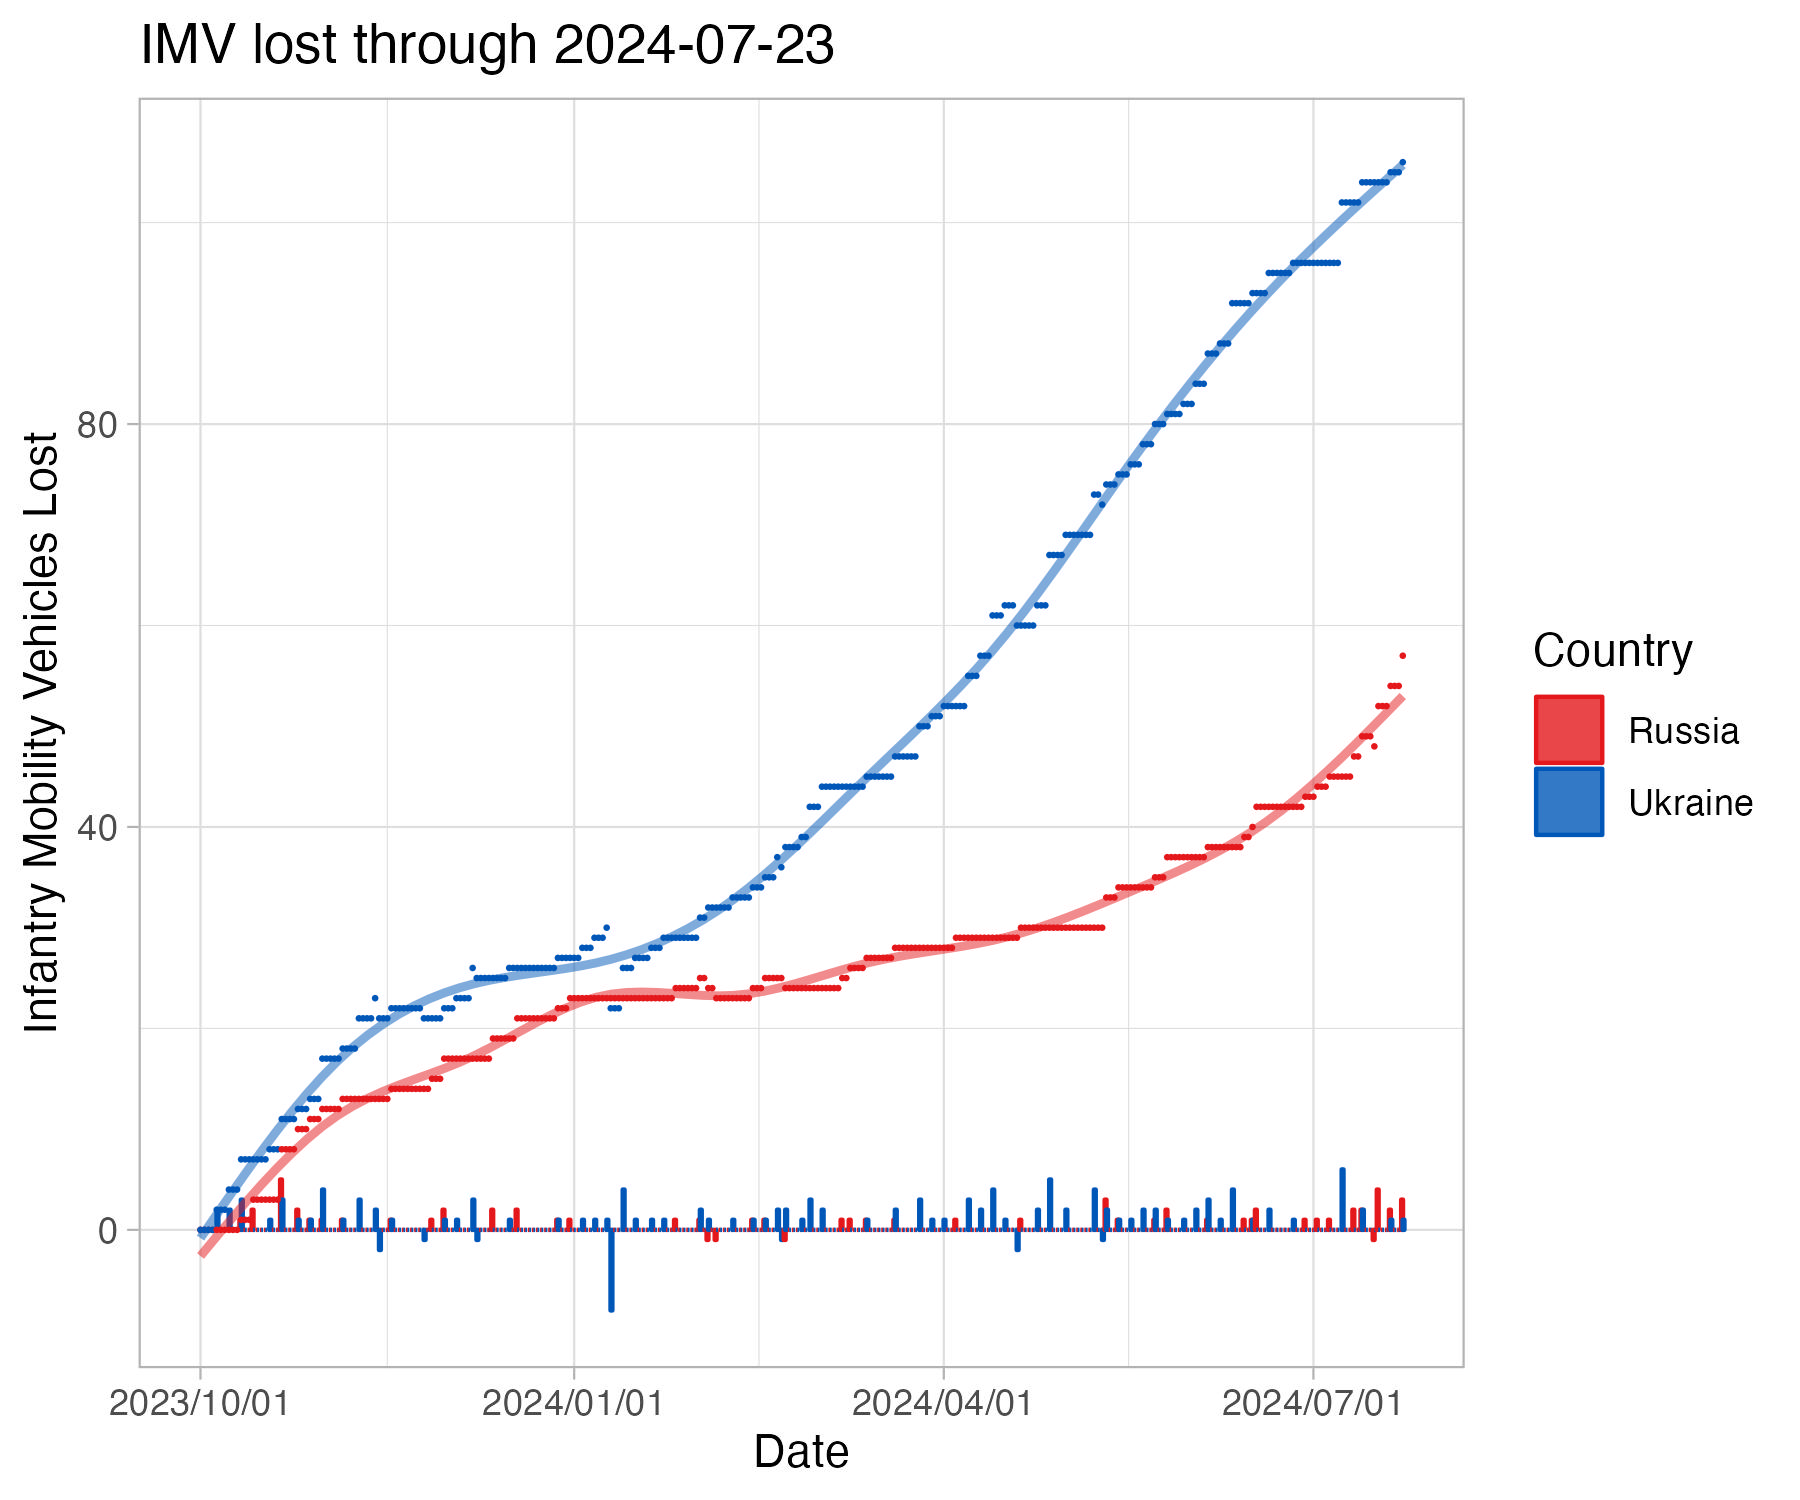 IMV lost through 2024-07-23
Infantry Mobility Vehicles Lost
80
40
0
2023/10/01
2024/01/01
2024/04/01
2024/07/01
Date
Country
Russia
Ukraine